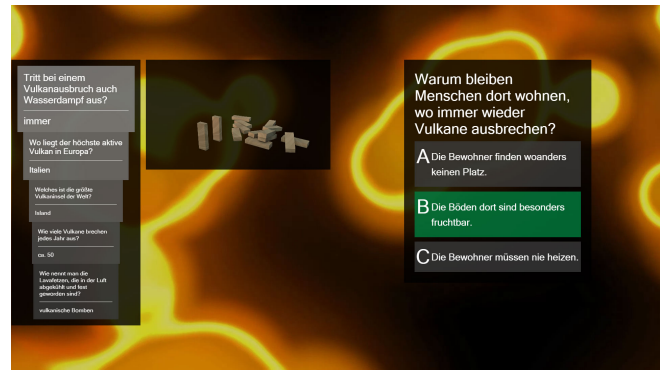 Tritt bei einem
Vulkanausbruch auch
Wasserdampf aus?
immer
Wo liegt der höchste aktive
Vulkan in Europa?
Italien
Welches ist die größte
Vulkaninsel der Welt?
Island
Wie viele Vulkane brechen
jedes Jahr aus?
ca. 50
Wie nennt man die
Lavafetzen, die in der Luft
abgekühlt und fest
geworden sind?
vulkanische Bomben
Warum bleiben
Menschen dort wohnen,
wo immer wieder
Vulkane ausbrechen?
A Die Bewohner finden woanders
keinen Platz.
B Die Böden dort sind besonders
fruchtbar.
C Die Bewohner müssen nie heizen.